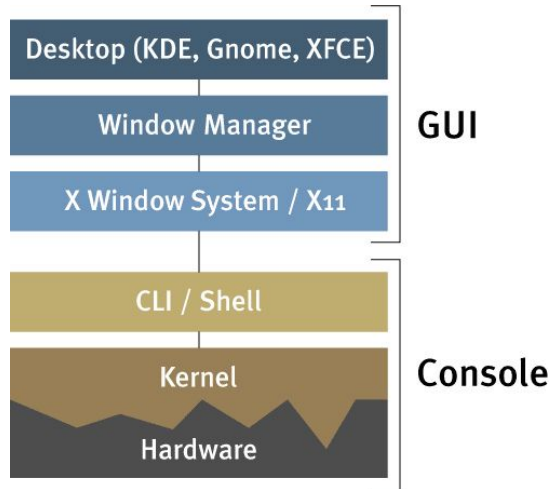 Desktop (KDE, Gnome, XFCE)
Window Manager
X Window System / X11
GUI
CLI / Shell
Kernel
Hardware
Console